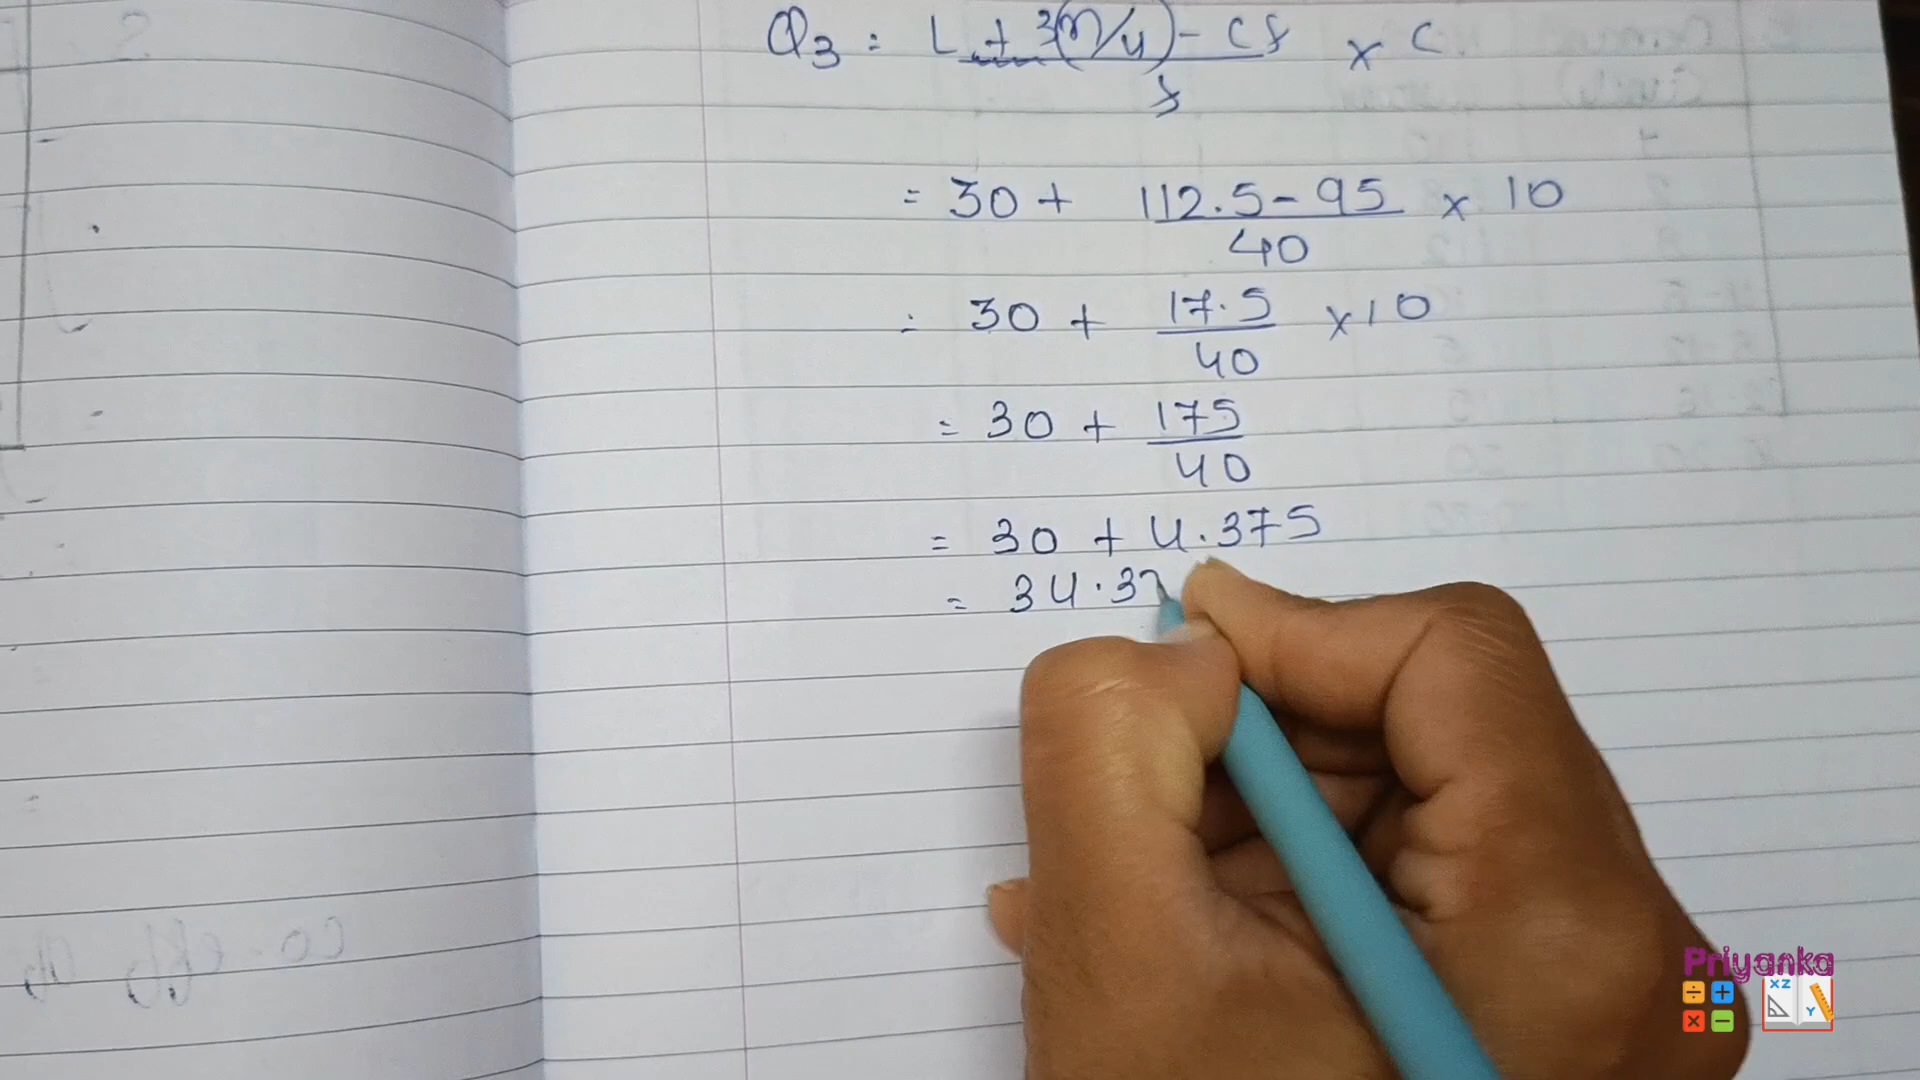 Q3 = L + 3(n/4) - cf / f × c
= 30 + 112.5 - 95 / 40 × 10
= 30 + 17.5 / 40 × 10
= 30 + 175 / 40
= 30 + 4.375
= 34.37
Priyanka
XZ
Y